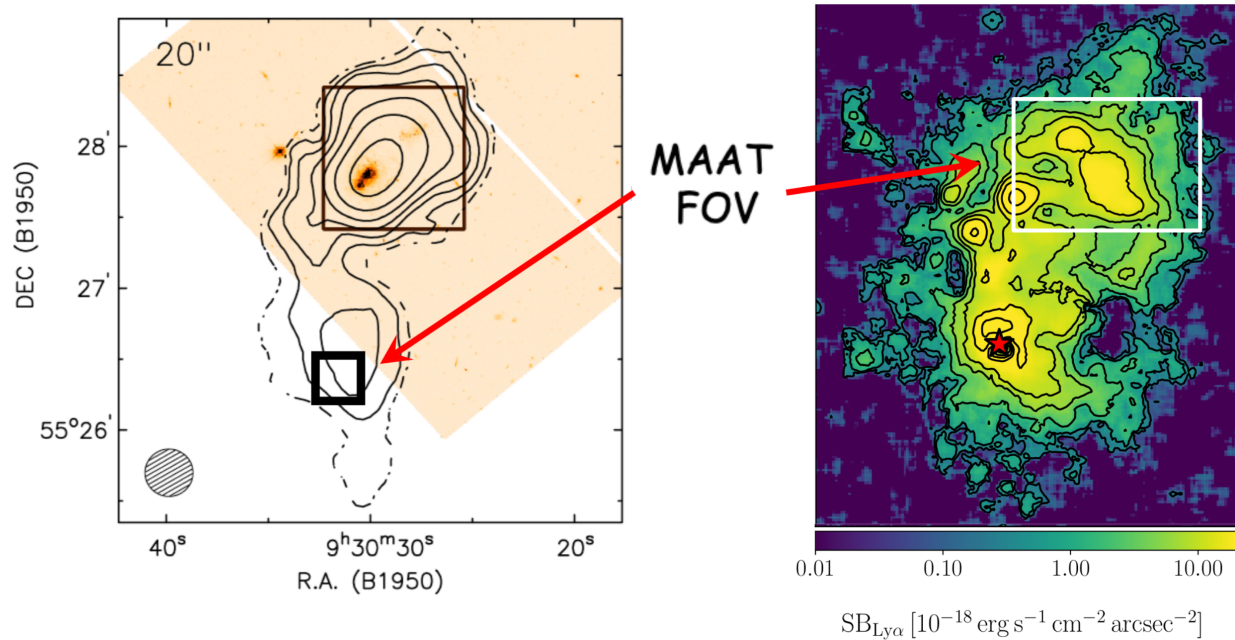 20"
DEC (B1950)
28'
27'
55°26'
40ˢ
9ʰ30ᵐ30ˢ
20ˢ
R.A. (B1950)
MAAT
FOV
0.01
0.10
1.00
10.00
SB_Lyα [10⁻¹⁸ erg s⁻¹ cm⁻² arcsec⁻²]